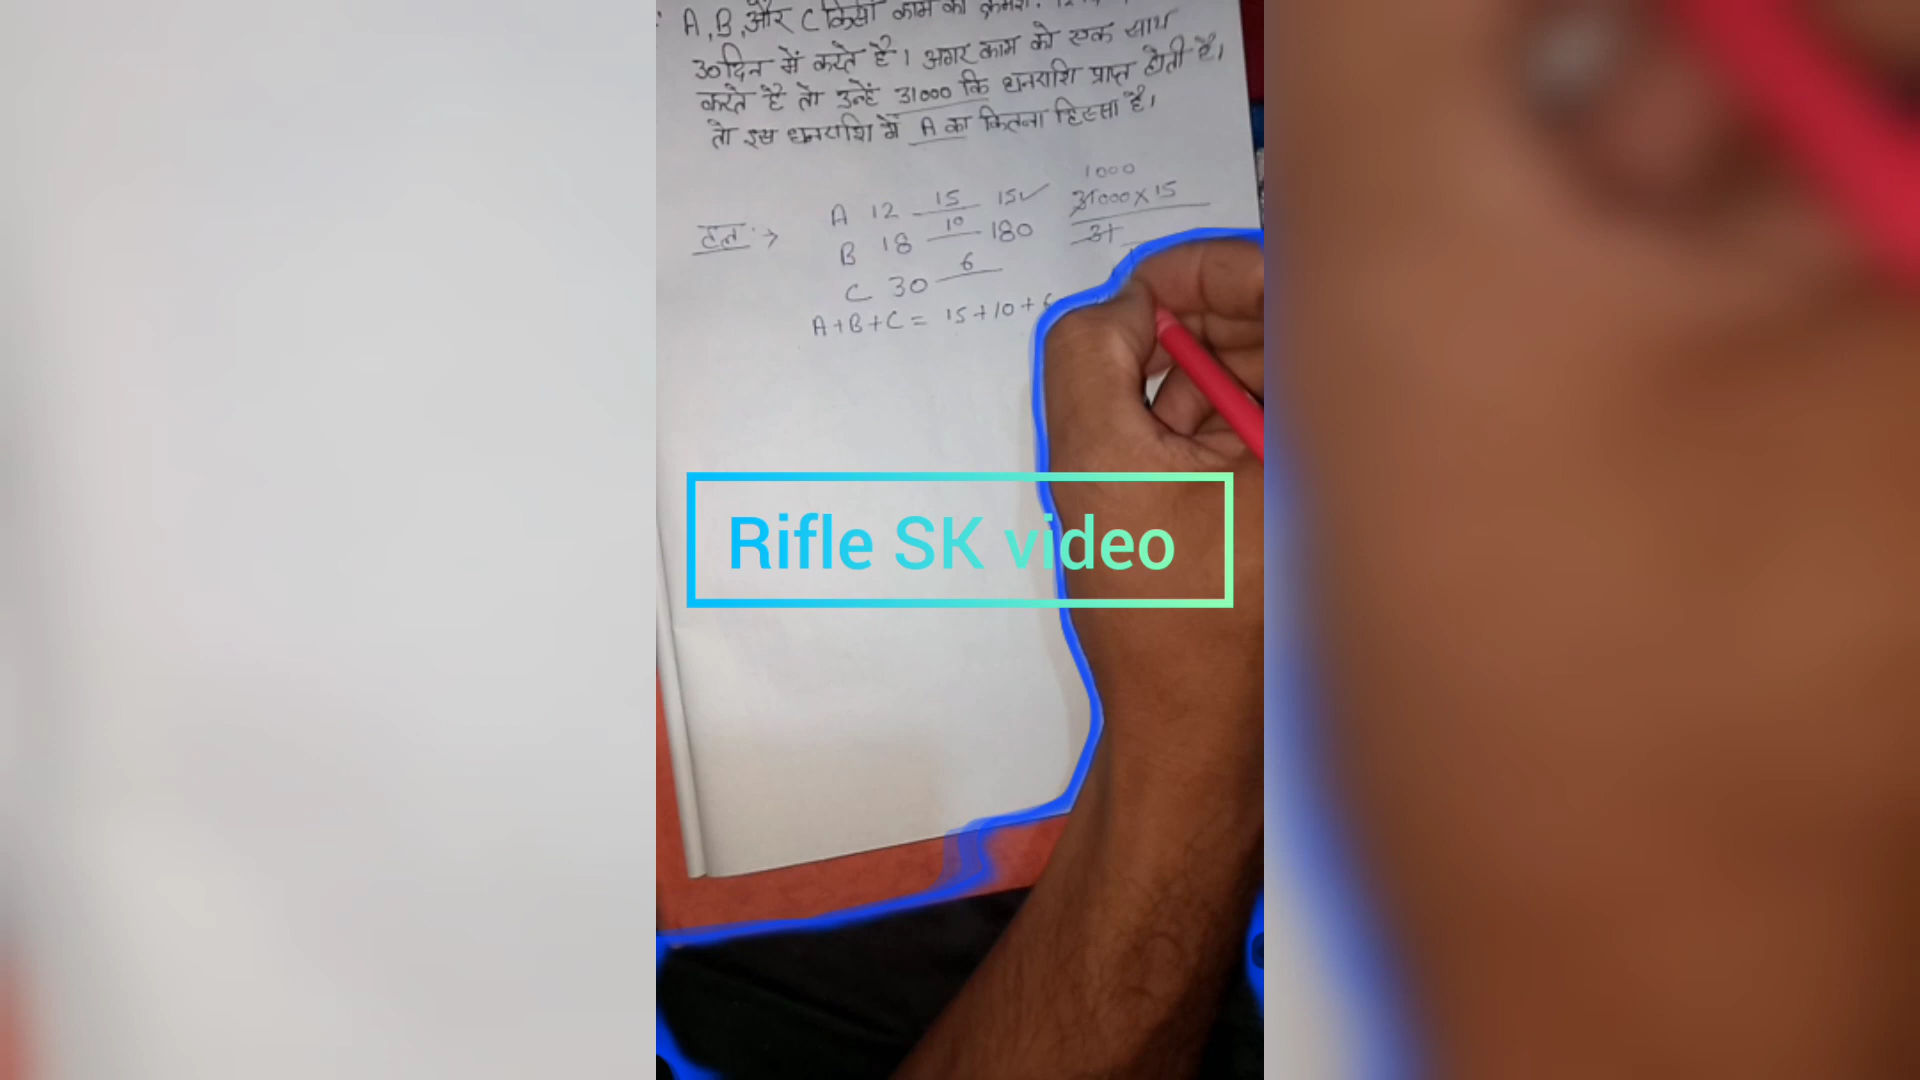 A, B, और C किसी काम को क्रमश:
30 दिन में करते है। अगर काम को एक साथ
करते है तो उन्हें 31000 कि धनराशि प्राप्त होती है।
तो इस धनराशि में A का कितना हिस्सा है।
हल :→
A 12 15 15✓
B 18 10 180
C 30 6
A+B+C = 15+10+6
1000
31000×15
31
Rifle SK video